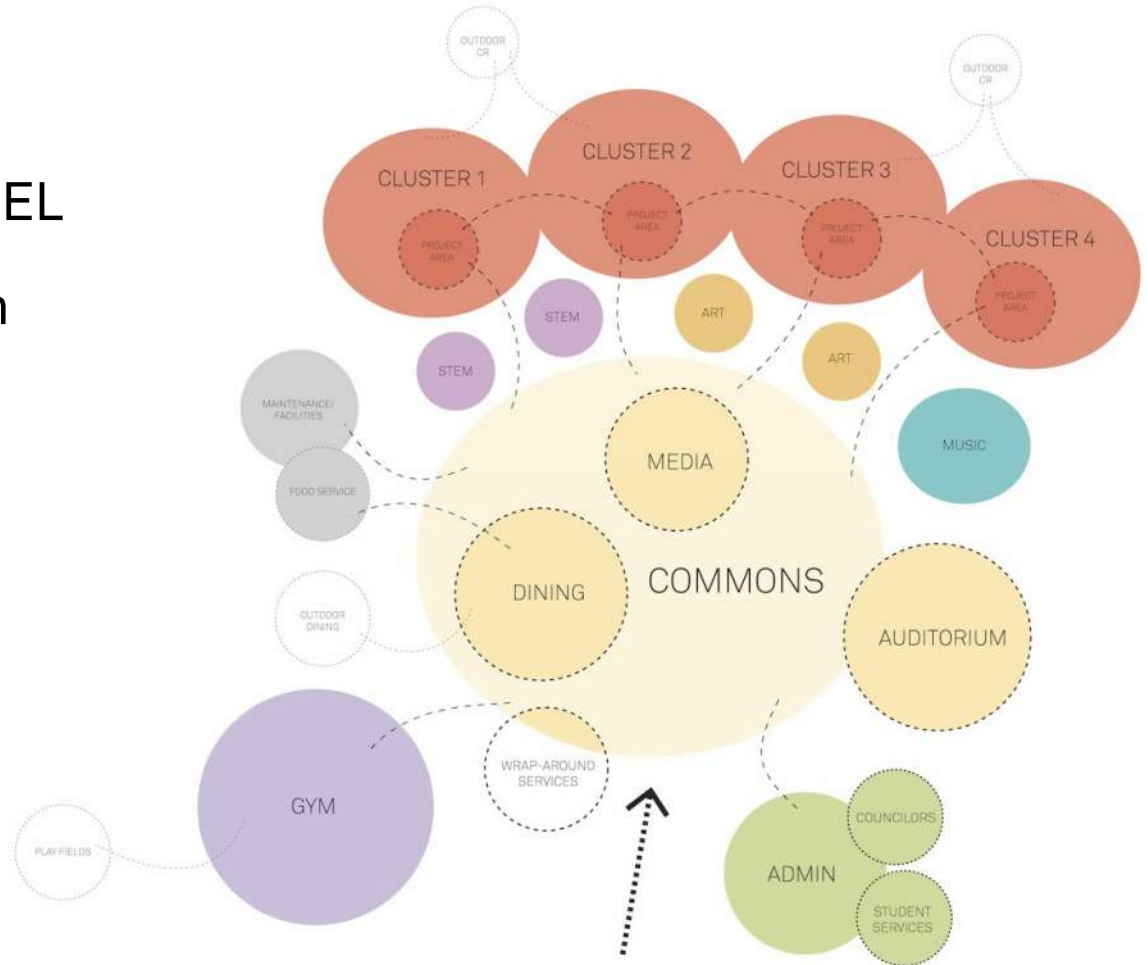 EL
n
OUTDOOR
CR
OUTDOOR
CR
CLUSTER 1
CLUSTER 2
CLUSTER 3
CLUSTER 4
PROJECT
AREA
PROJECT
AREA
PROJECT
AREA
PROJECT
AREA
STEM
STEM
ART
ART
MUSIC
MAINTENANCE/
FACILITIES
FOOD SERVICE
MEDIA
DINING
COMMONS
OUTDOOR
DINING
AUDITORIUM
WRAP-AROUND
SERVICES
GYM
PLAY FIELDS
ADMIN
COUNCILORS
STUDENT
SERVICES